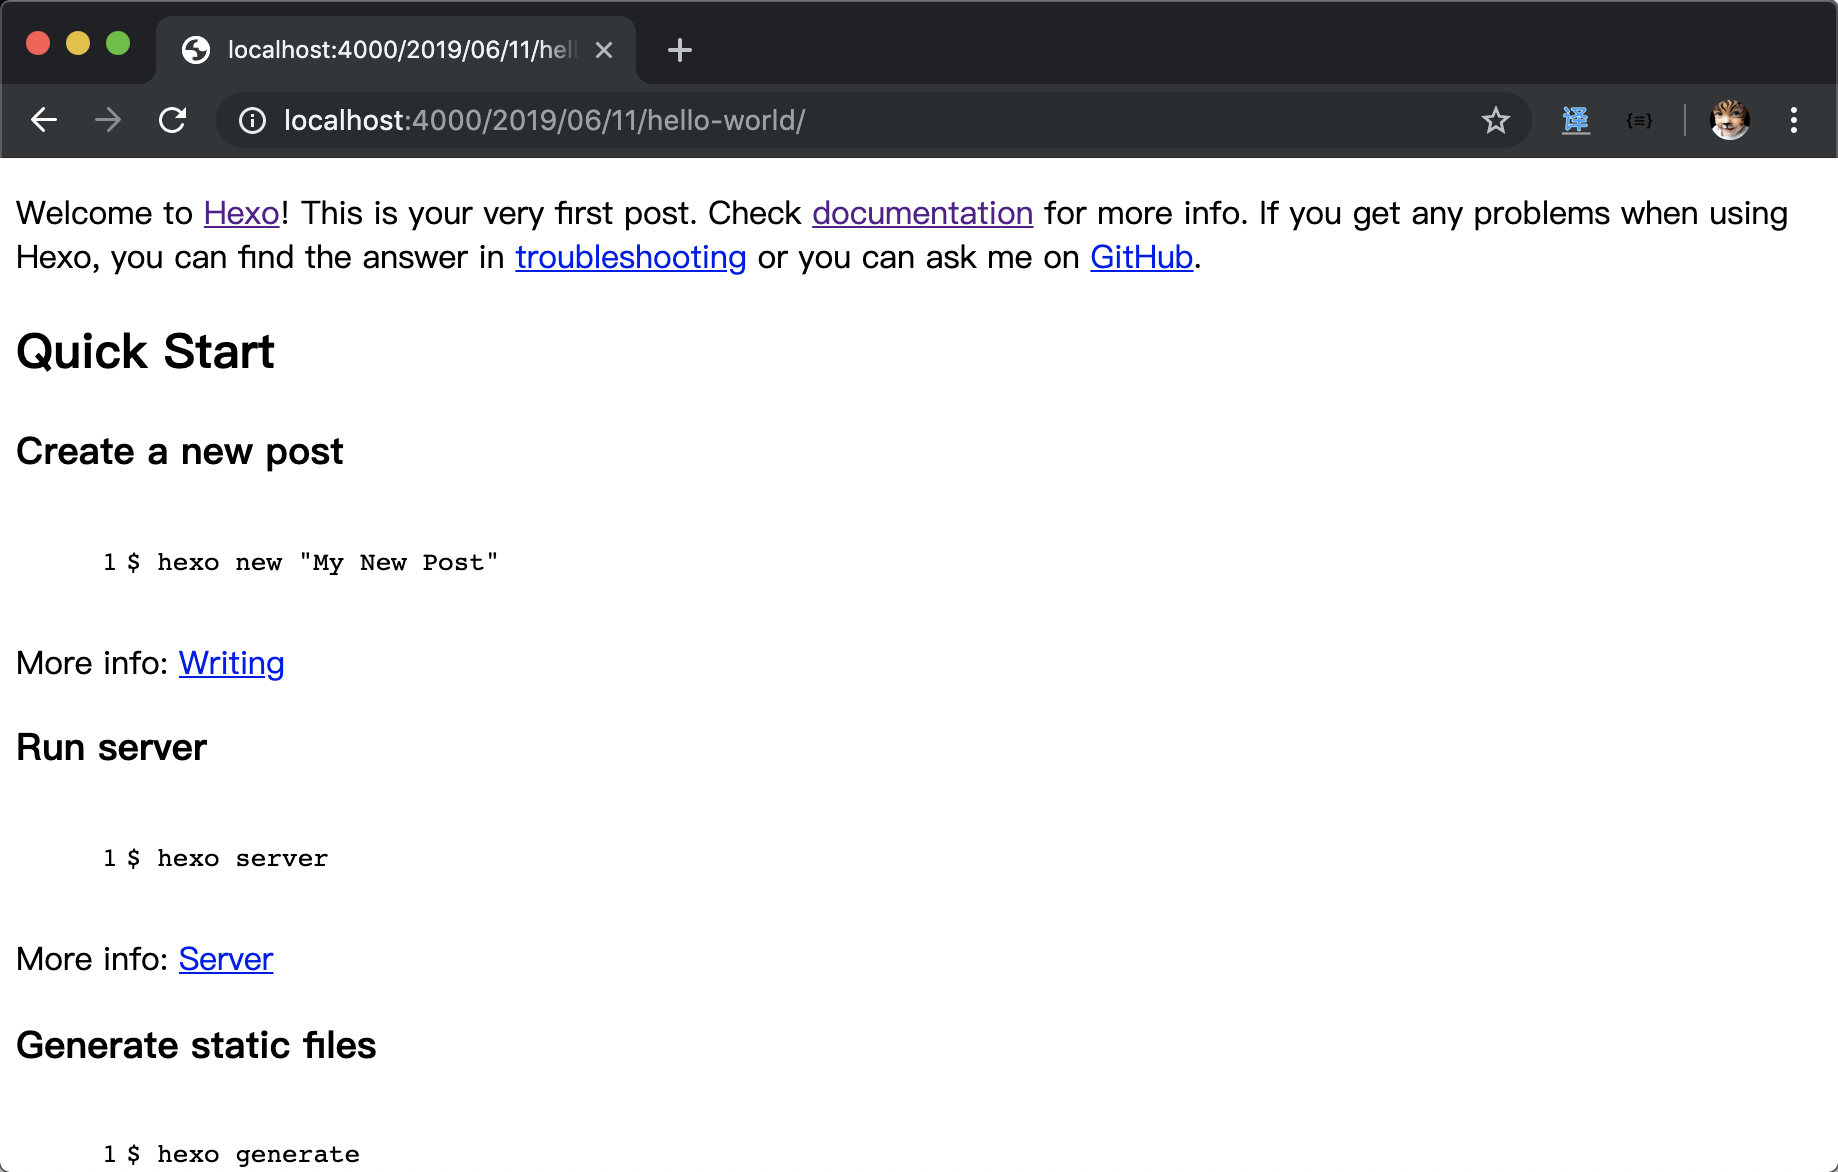 localhost:4000/2019/06/11/hell
localhost:4000/2019/06/11/hello-world/
译 {≡}
Welcome to Hexo! This is your very first post. Check documentation for more info. If you get any problems when using
Hexo, you can find the answer in troubleshooting or you can ask me on GitHub.
Quick Start
Create a new post
1 $ hexo new "My New Post"
More info: Writing
Run server
1 $ hexo server
More info: Server
Generate static files
1 $ hexo generate